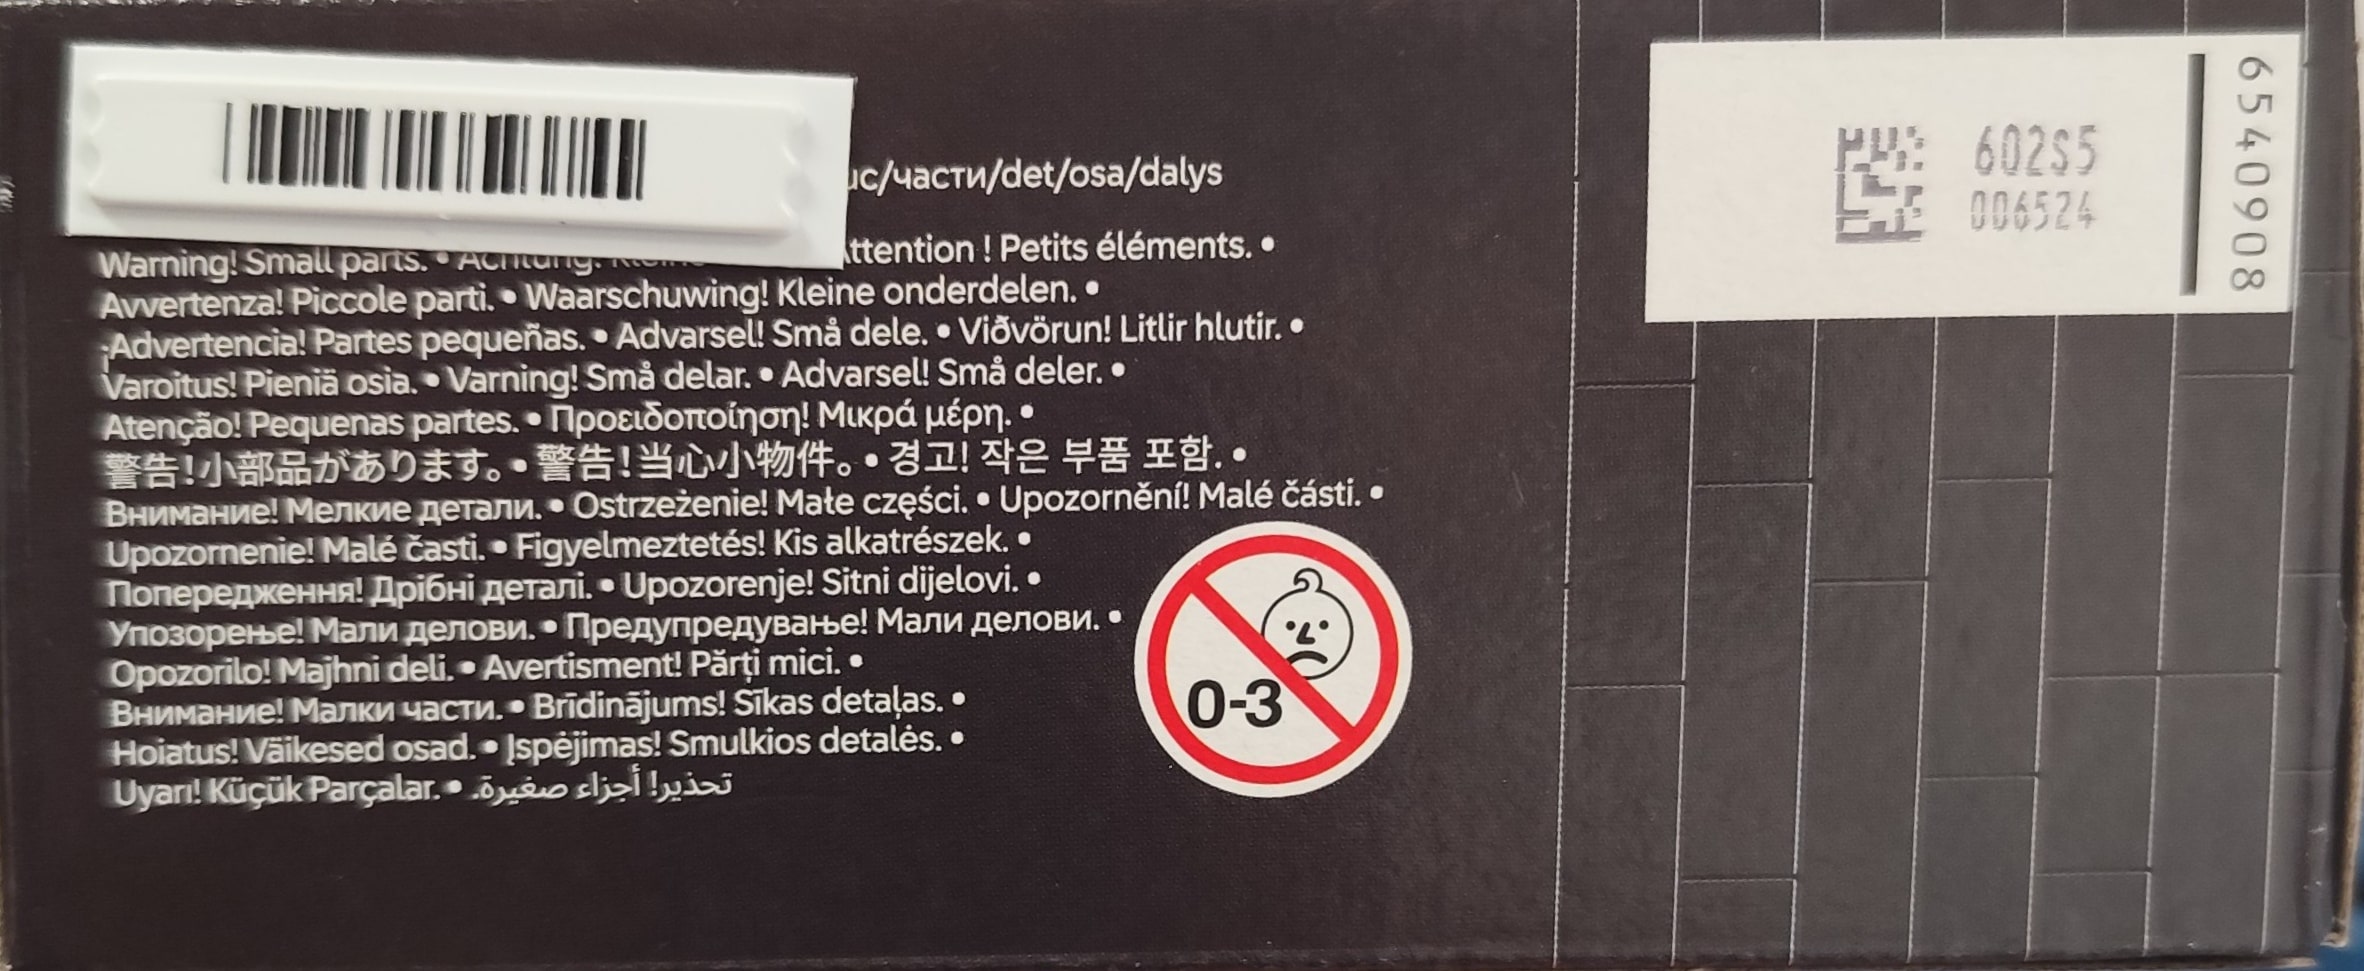 uc/части/det/osa/dalys
Warning! Small parts. • Achtung! Kleine
ttention ! Petits éléments. •
Avvertenza! Piccole parti. • Waarschuwing! Kleine onderdelen. •
¡Advertencia! Partes pequeñas. • Advarsel! Små dele. • Viðvörun! Litlir hlutir. •
Varoitus! Pieniä osia. • Varning! Små delar. • Advarsel! Små deler. •
Atenção! Pequenas partes. • Προειδοποίηση! Μικρά μέρη. •
警告!小部品があります。• 警告!当心小物件。• 경고! 작은 부품 포함. •
Внимание! Мелкие детали. • Ostrzeżenie! Małe części. • Upozornění! Malé části. •
Upozornenie! Malé časti. • Figyelmeztetés! Kis alkatrészek. •
Попередження! Дрібні деталі. • Upozorenje! Sitni dijelovi. •
Упозорење! Мали делови. • Предупредување! Мали делови. •
Opozorilo! Majhni deli. • Avertisment! Părți mici. •
Внимание! Малки части. • Brīdinājums! Sīkas detaļas. •
Hoiatus! Väikesed osad. • Įspėjimas! Smulkios detalės. •
Uyarı! Küçük Parçalar. • تحذير! أجزاء صغيرة.
0-3
602S5
006524
6540908